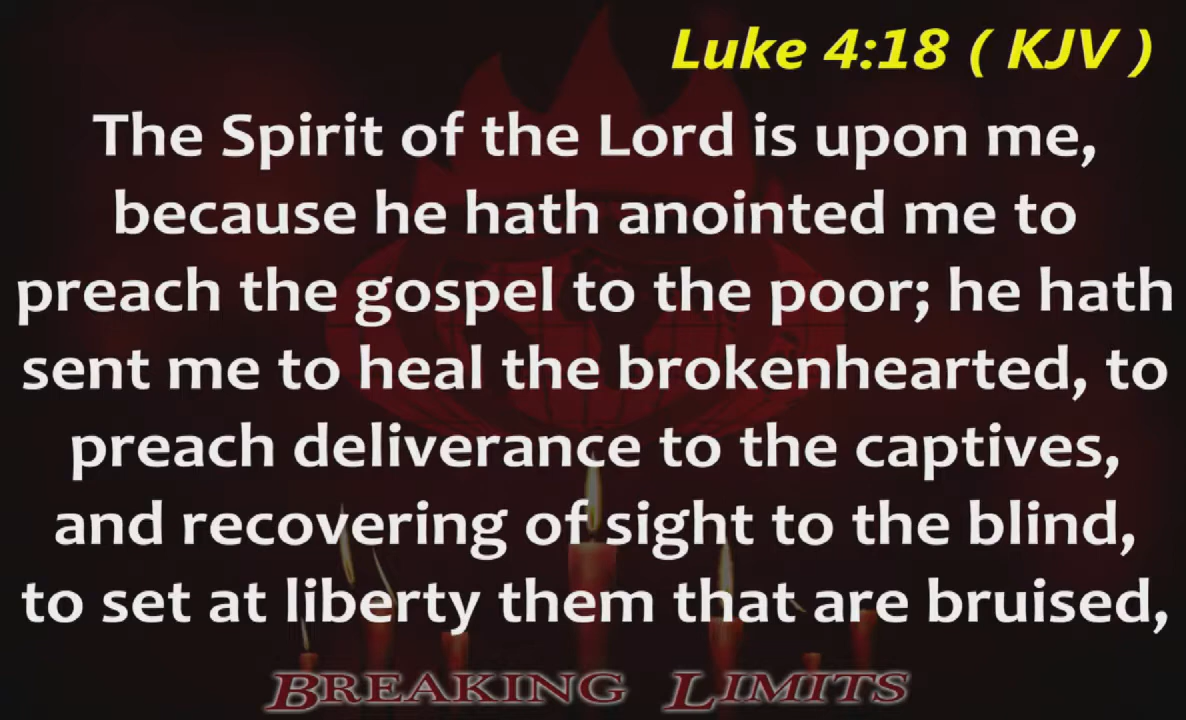 Luke 4:18 ( KJV )
The Spirit of the Lord is upon me,
because he hath anointed me to
preach the gospel to the poor; he hath
sent me to heal the brokenhearted, to
preach deliverance to the captives,
and recovering of sight to the blind,
to set at liberty them that are bruised,
BREAKING LIMITS